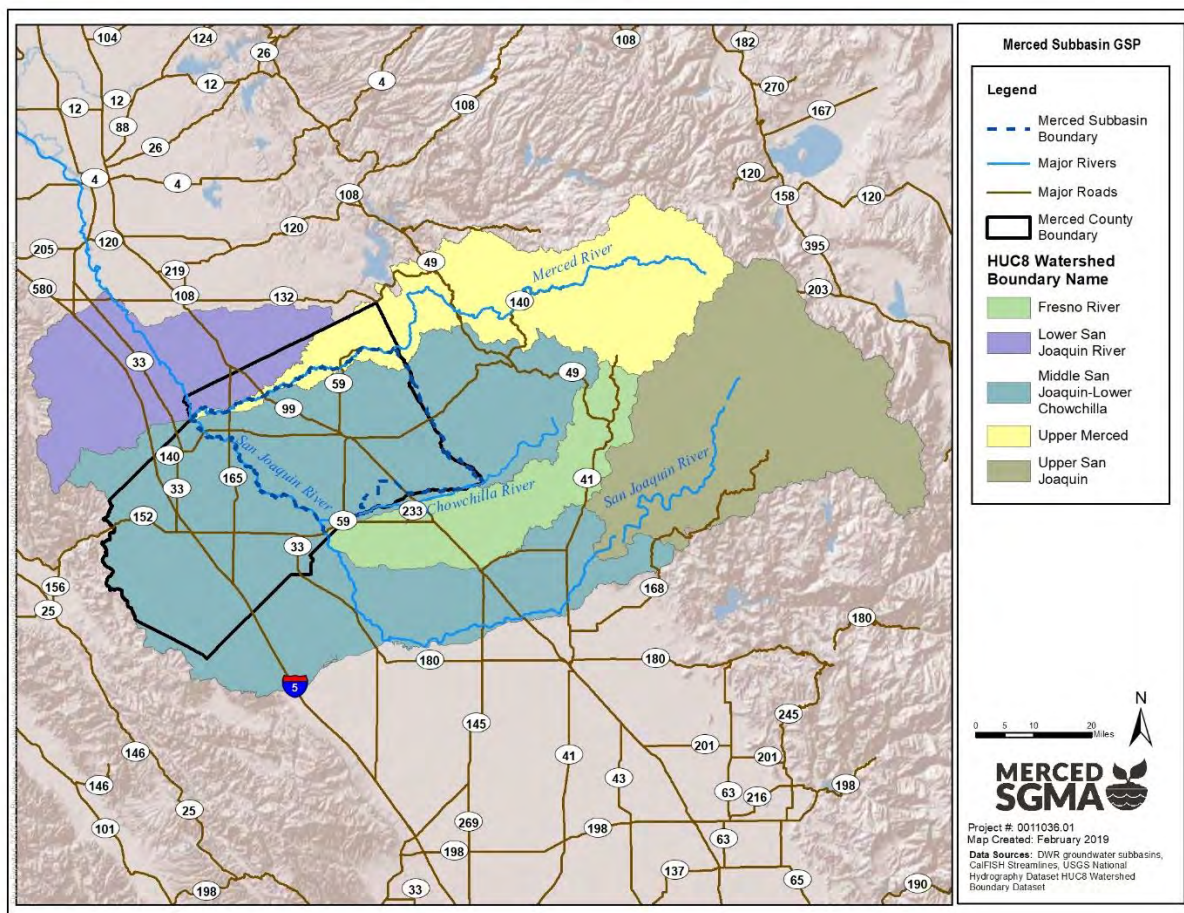 104
124
26
108
182
4
270
12
12
12
108
167
88
26
4
4
120
108
158
120
120
205
120
49
395
219
Merced River
580
108
132
140
203
33
59
49
99
San Joaquin River
140
165
41
San Joaquin River
33
Chowchilla River
152
59
233
33
156
168
25
180
180
180
5
245
145
201
146
41
43
201
146
63
216
198
25
101
269
198
63
198
137
65
198
33
190
Merced Subbasin GSP
Legend
Merced Subbasin
Boundary
Major Rivers
Major Roads
Merced County
Boundary
HUC8 Watershed
Boundary Name
Fresno River
Lower San
Joaquin River
Middle San
Joaquin-Lower
Chowchilla
Upper Merced
Upper San
Joaquin
N
0 5 10 20
Miles
MERCED
SGMA
Project #: 0011036.01
Map Created: February 2019
Data Sources: DWR groundwater subbasins,
CalFISH Streamlines, USGS National
Hydrography Dataset HUC8 Watershed
Boundary Dataset